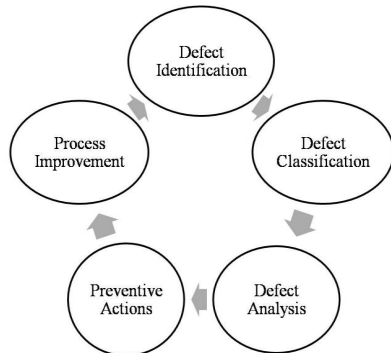 Defect
Identification
Defect
Classification
Defect
Analysis
Preventive
Actions
Process
Improvement